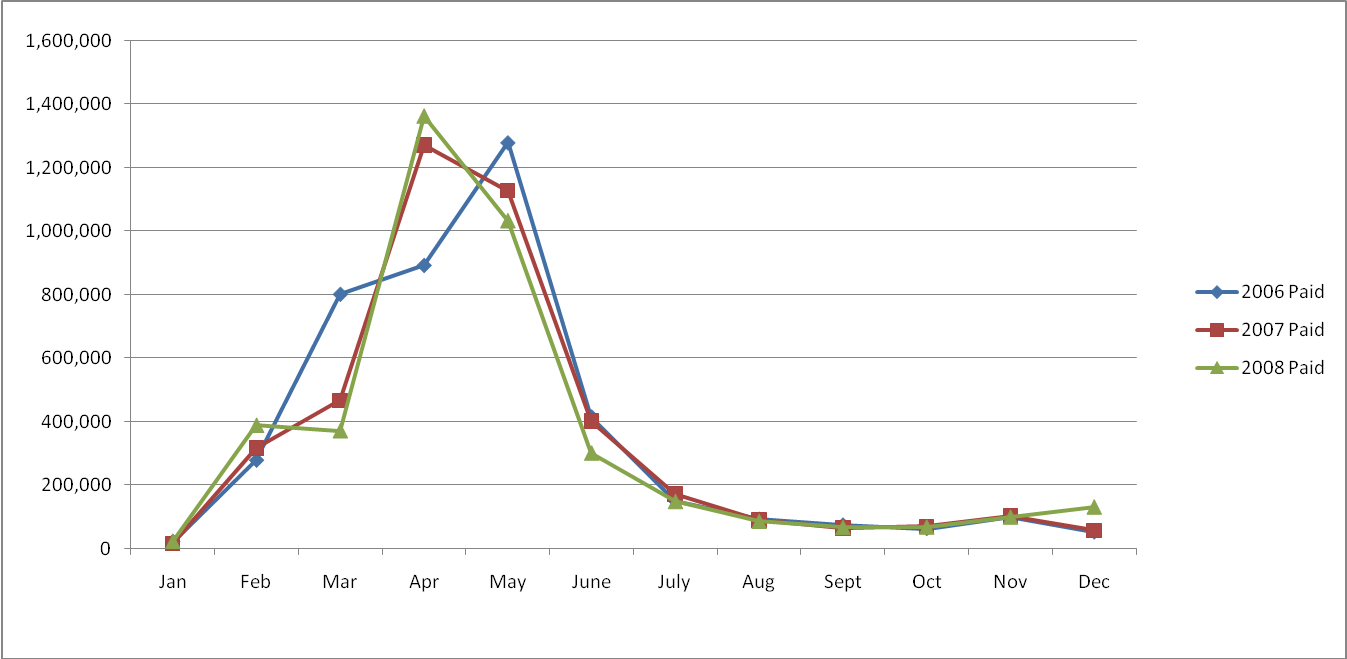 1,600,000
1,400,000
1,200,000
1,000,000
800,000
600,000
400,000
200,000
0
Jan Feb Mar Apr May June July Aug Sept Oct Nov Dec
2006 Paid
2007 Paid
2008 Paid